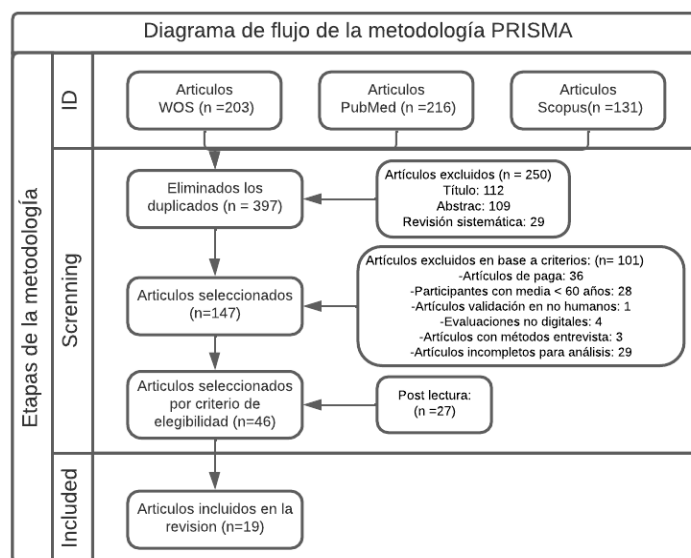 Diagrama de flujo de la metodología PRISMA
Etapas de la metodología
ID
Articulos
WOS (n =203)
Articulos
PubMed (n =216)
Articulos
Scopus(n =131)
Screnning
Eliminados los
duplicados (n = 397)
Artículos excluidos (n = 250)
Título: 112
Abstrac: 109
Revisión sistemática: 29
Articulos seleccionados
(n=147)
Artículos excluidos en base a criterios: (n= 101)
-Artículos de paga: 36
-Participantes con media < 60 años: 28
-Artículos validación en no humanos: 1
-Evaluaciones no digitales: 4
-Artículos con métodos entrevista: 3
-Artículos incompletos para análisis: 29
Articulos seleccionados
por criterio de
elegibilidad (n=46)
Post lectura:
(n =27)
Included
Articulos incluidos en la
revision (n=19)